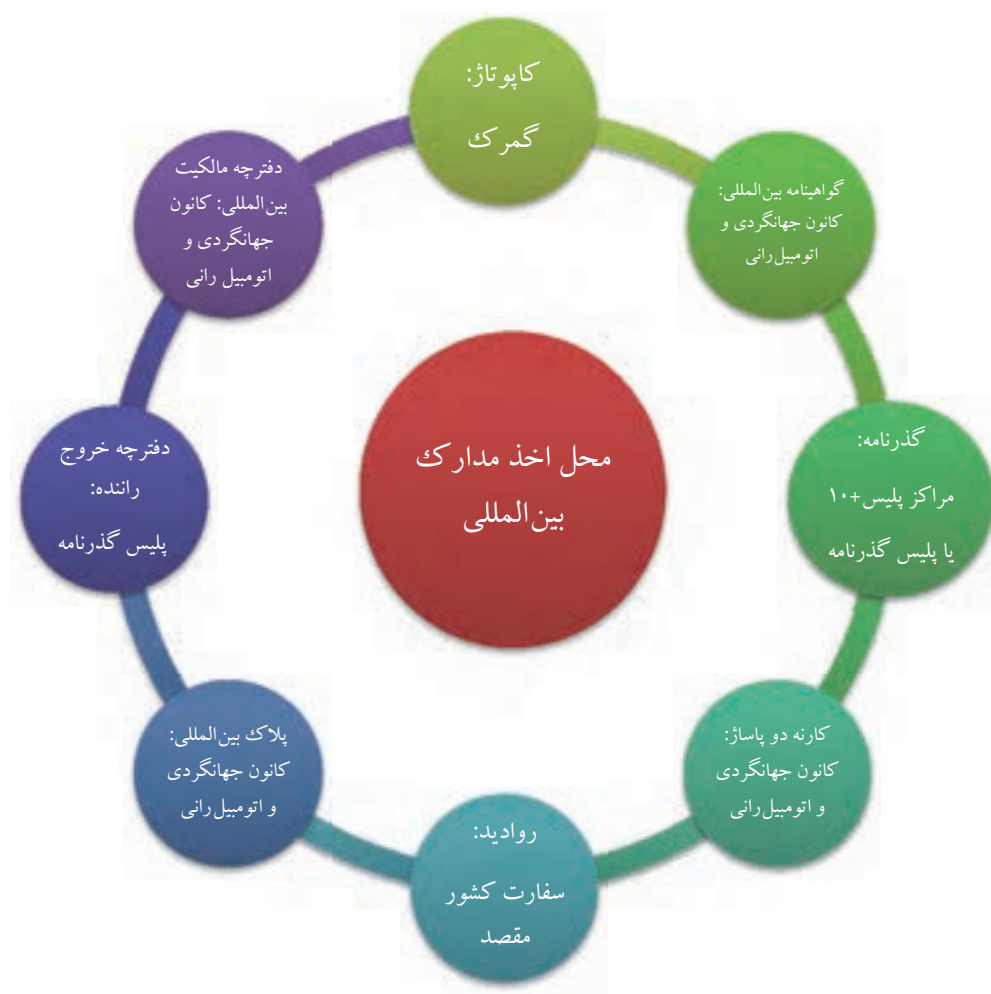 کاپوتاژ:
گمرک
گواهینامه بین‌المللی:
کانون جهانگردی و
اتومبیل‌رانی
گذرنامه:
مراکز پلیس+۱۰
یا پلیس گذرنامه
کارنه دو پاساژ:
کانون جهانگردی
و اتومبیل‌رانی
روادید:
سفارت کشور
مقصد
پلاک بین‌المللی:
کانون جهانگردی
و اتومبیل‌رانی
دفترچه خروج
راننده:
پلیس گذرنامه
دفترچه مالکیت
بین‌المللی: کانون
جهانگردی و
اتومبیل رانی
محل اخذ مدارک
بین‌المللی